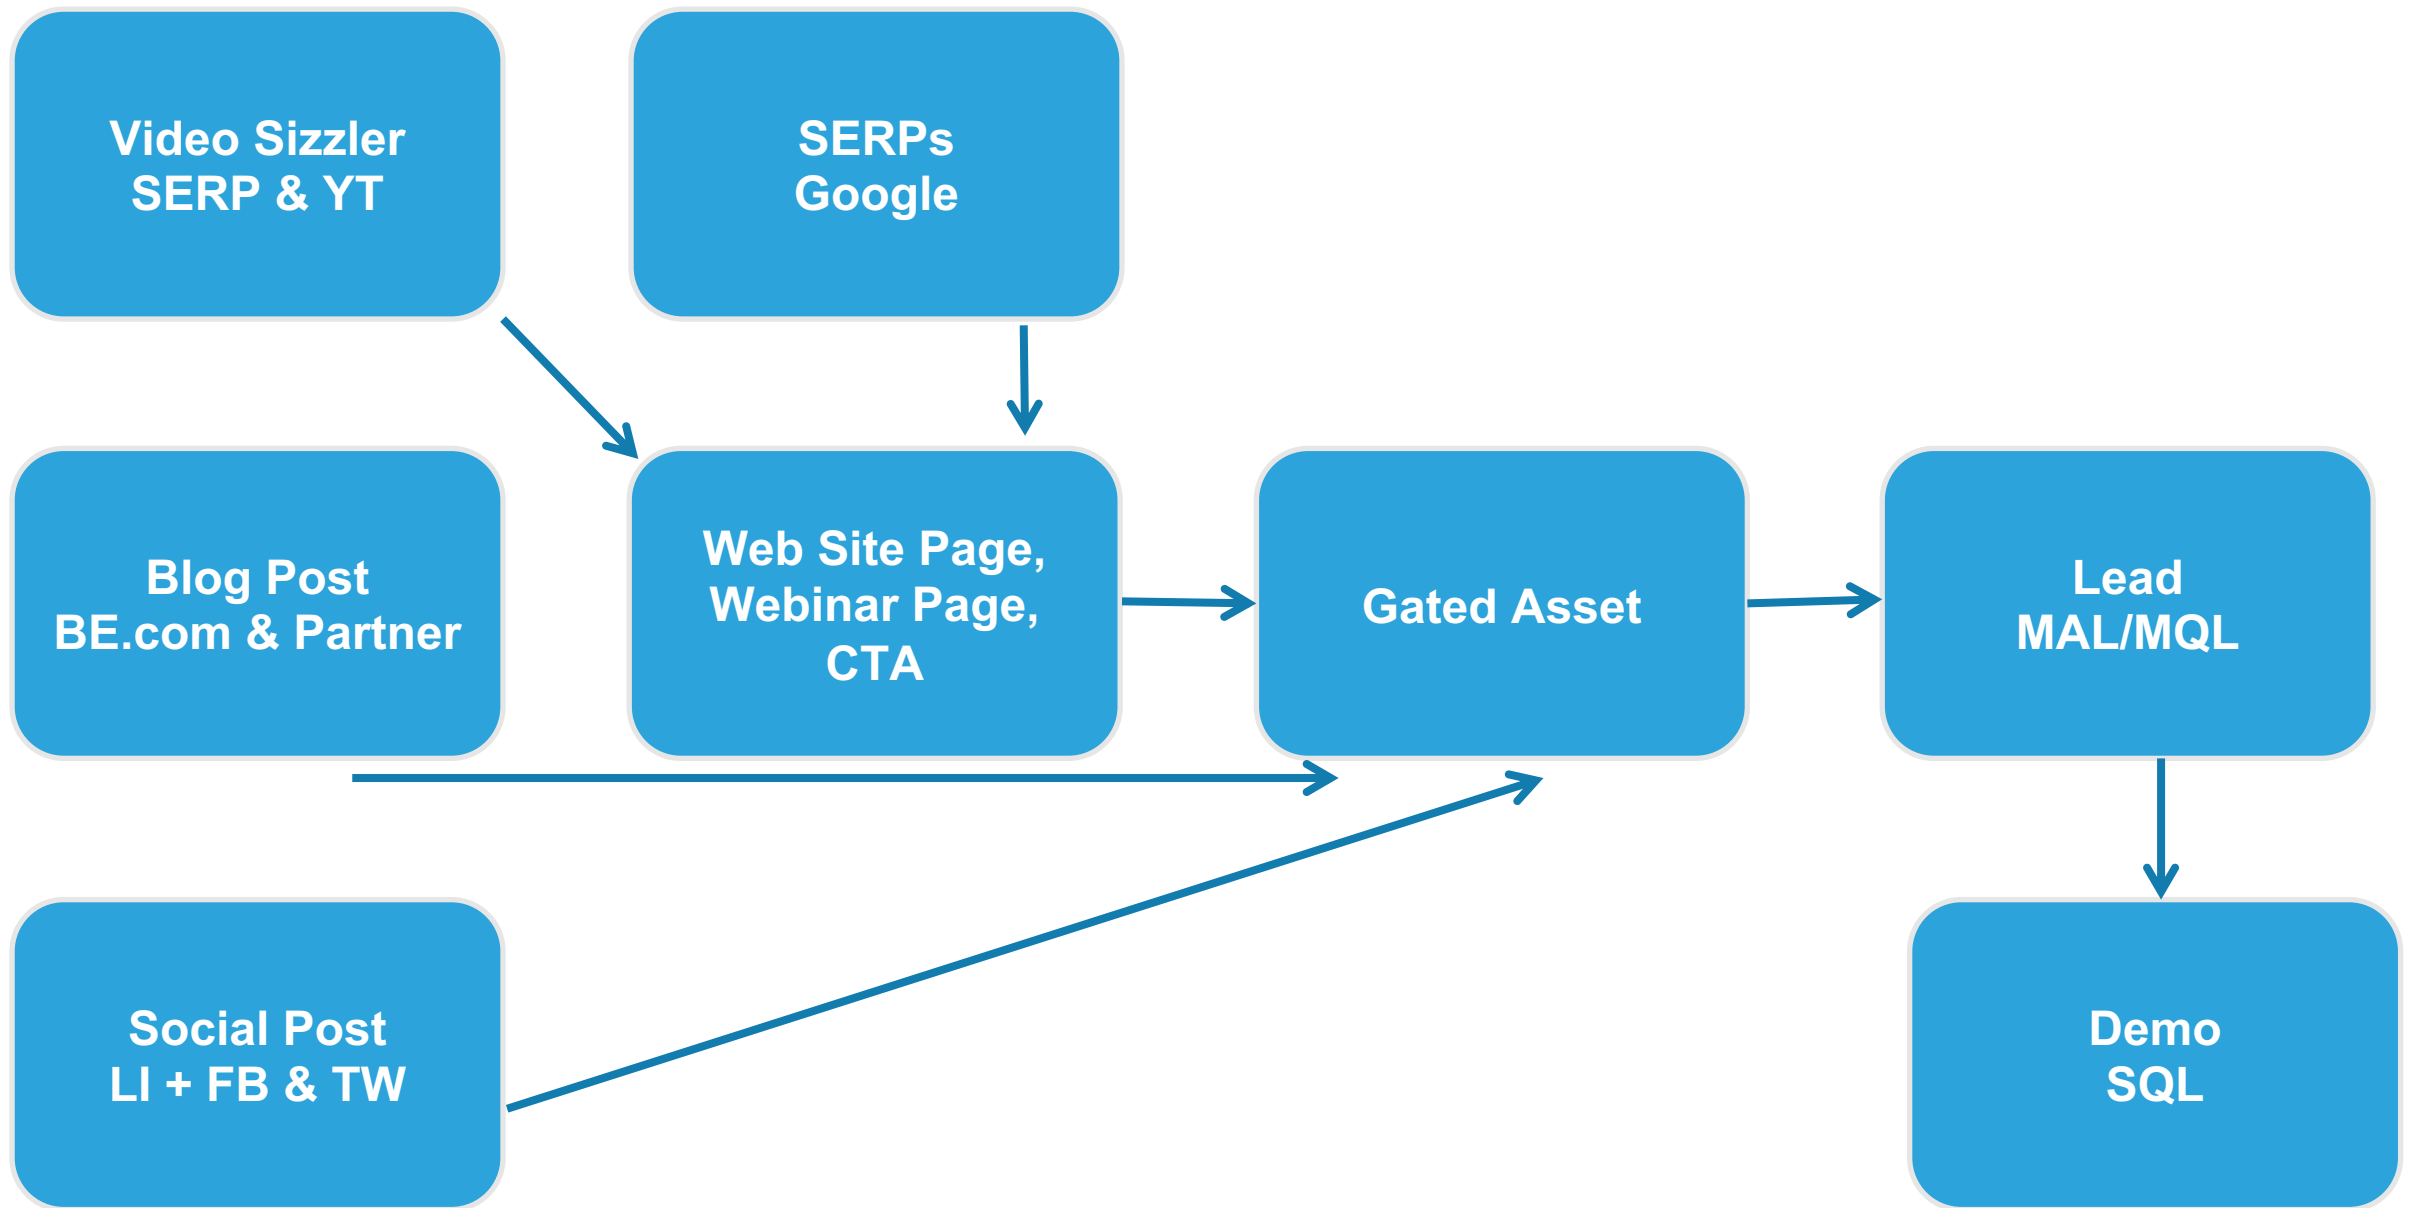 Video Sizzler
SERP & YT
SERPs
Google
Blog Post
BE.com & Partner
Web Site Page,
Webinar Page,
CTA
Gated Asset
Lead
MAL/MQL
Social Post
LI + FB & TW
Demo
SQL